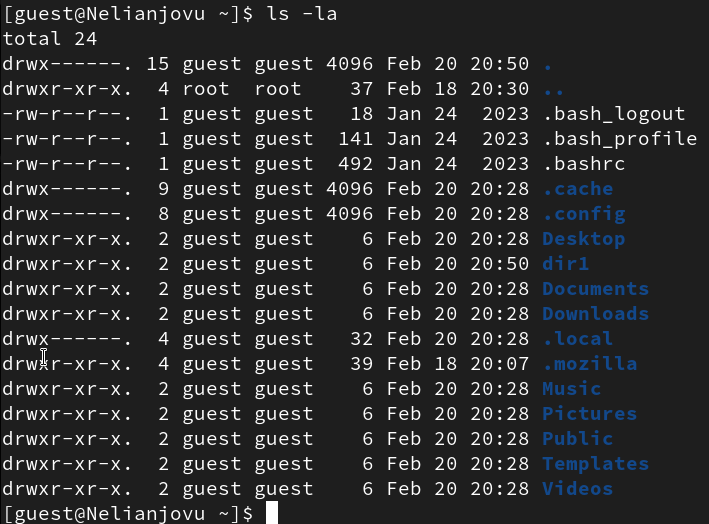 [guest@Nelianjovu ~]$ ls -la
total 24
drwx------. 15 guest guest 4096 Feb 20 20:50 .
drwxr-xr-x.  4 root  root    37 Feb 18 20:30 ..
-rw-r--r--.  1 guest guest   18 Jan 24  2023 .bash_logout
-rw-r--r--.  1 guest guest  141 Jan 24  2023 .bash_profile
-rw-r--r--.  1 guest guest  492 Jan 24  2023 .bashrc
drwx------.  9 guest guest 4096 Feb 20 20:28 .cache
drwx------.  8 guest guest 4096 Feb 20 20:28 .config
drwxr-xr-x.  2 guest guest    6 Feb 20 20:28 Desktop
drwxr-xr-x.  2 guest guest    6 Feb 20 20:50 dir1
drwxr-xr-x.  2 guest guest    6 Feb 20 20:28 Documents
drwxr-xr-x.  2 guest guest    6 Feb 20 20:28 Downloads
drwx------.  4 guest guest   32 Feb 20 20:28 .local
drwxr-xr-x.  4 guest guest   39 Feb 18 20:07 .mozilla
drwxr-xr-x.  2 guest guest    6 Feb 20 20:28 Music
drwxr-xr-x.  2 guest guest    6 Feb 20 20:28 Pictures
drwxr-xr-x.  2 guest guest    6 Feb 20 20:28 Public
drwxr-xr-x.  2 guest guest    6 Feb 20 20:28 Templates
drwxr-xr-x.  2 guest guest    6 Feb 20 20:28 Videos
[guest@Nelianjovu ~]$